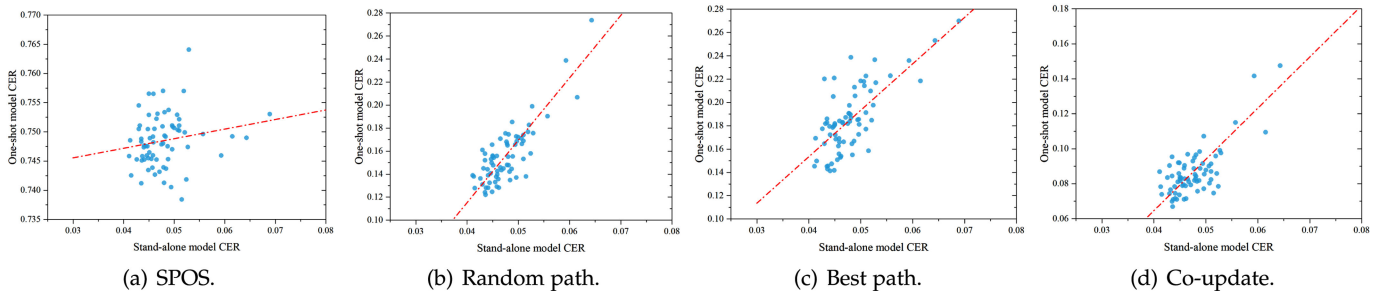 0.770
0.765
0.760
0.755
0.750
0.745
0.740
0.735
One-shot model CER
0.03 0.04 0.05 0.06 0.07 0.08
Stand-alone model CER
(a) SPOS.
0.28
0.26
0.24
0.22
0.20
0.18
0.16
0.14
0.12
0.10
One-shot model CER
0.03 0.04 0.05 0.06 0.07 0.08
Stand-alone model CER
(b) Random path.
0.28
0.26
0.24
0.22
0.20
0.18
0.16
0.14
0.12
0.10
One-shot model CER
0.03 0.04 0.05 0.06 0.07 0.08
Stand-alone model CER
(c) Best path.
0.18
0.16
0.14
0.12
0.10
0.08
0.06
One-shot model CER
0.03 0.04 0.05 0.06 0.07 0.08
Stand-alone model CER
(d) Co-update.